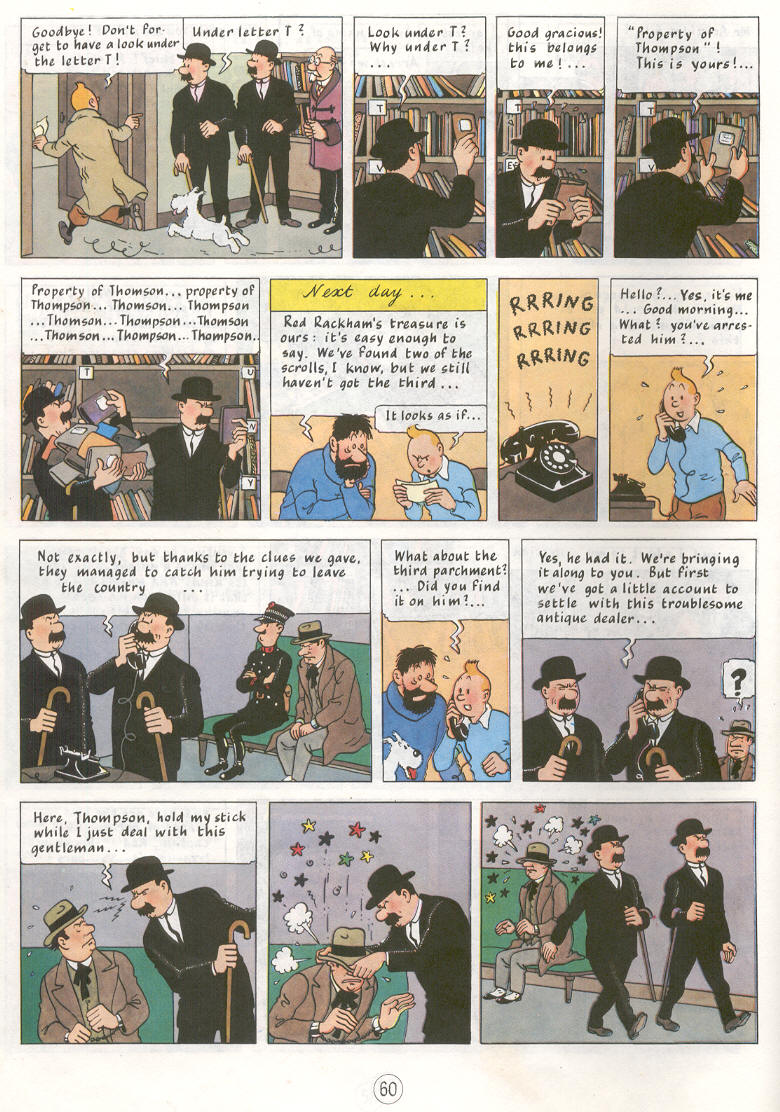 Goodbye! Don't for-
get to have a look under
the letter T!
Under letter T?
Look under T?
Why under T?
...
T
V
Good gracious!
this belongs
to me!...
T
"Property of
Thompson"!
This is yours!...
T
V
Property of Thomson... property of
Thompson... Thomson... Thompson
...Thomson... Thompson...Thomson
...Thomson...Thompson...Thompson..
T
U
Y
Next day...
Red Rackham's treasure is
ours: it's easy enough to
say. We've found two of the
scrolls, I know, but we still
haven't got the third...
It looks as if...
RRRING
RRRING
RRRING
Hello?... Yes, it's me
... Good morning...
What? you've arres-
ted him?...
Not exactly, but thanks to the clues we gave,
they managed to catch him trying to leave
the country ...
What about the
third parchment?
... Did you find
it on him?...
Yes, he had it. We're bringing
it along to you. But first
we've got a little account to
settle with this troublesome
antique dealer...
?
Here, Thompson, hold my stick
while I just deal with this
gentleman...
60